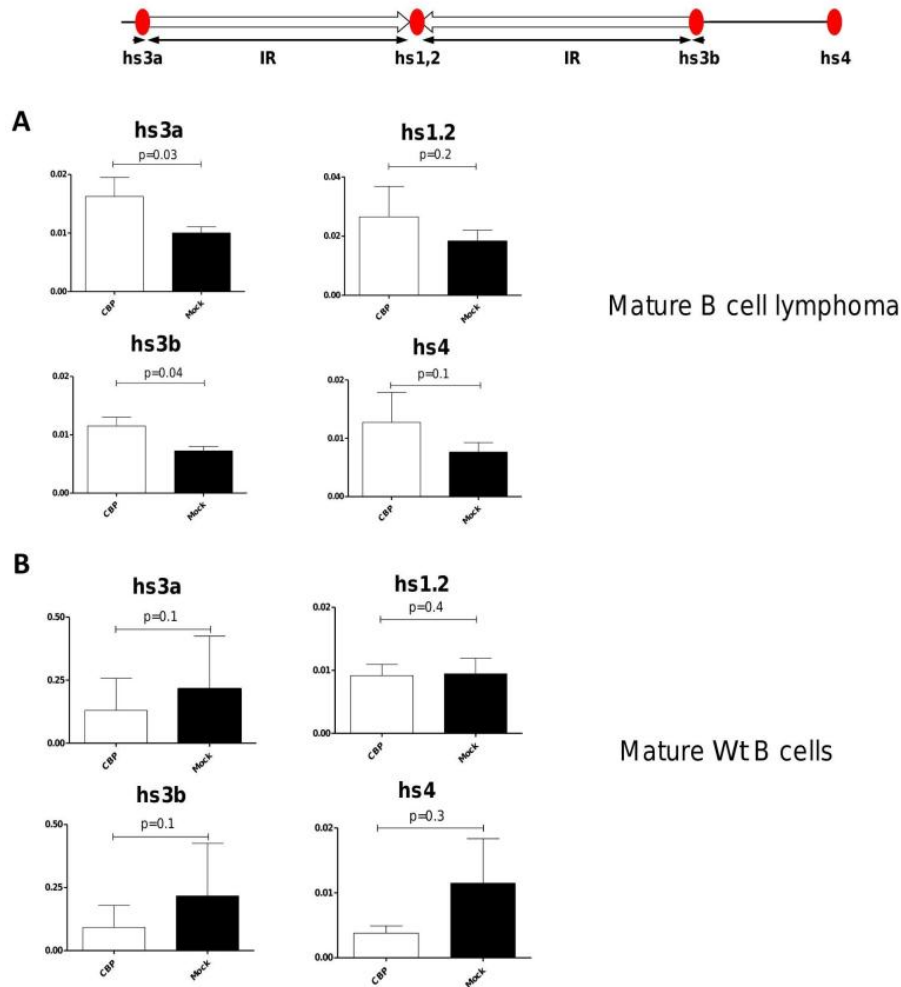 hs3a IR hs1,2 IR hs3b hs4
A
hs3a
p=0.03
0.02
0.01
0.00
CBP
Mock
hs1.2
p=0.2
0.04
0.02
0.00
CBP
Mock
Mature B cell lymphoma
hs3b
p=0.04
0.02
0.01
0.00
CBP
Mock
hs4
p=0.1
0.02
0.01
0.00
CBP
Mock
B
hs3a
p=0.1
0.50
0.25
0.00
CBP
Mock
hs1.2
p=0.4
0.02
0.01
0.00
CBP
Mock
Mature Wt B cells
hs3b
p=0.1
0.50
0.25
0.00
CBP
Mock
hs4
p=0.3
0.02
0.01
0.00
CBP
Mock